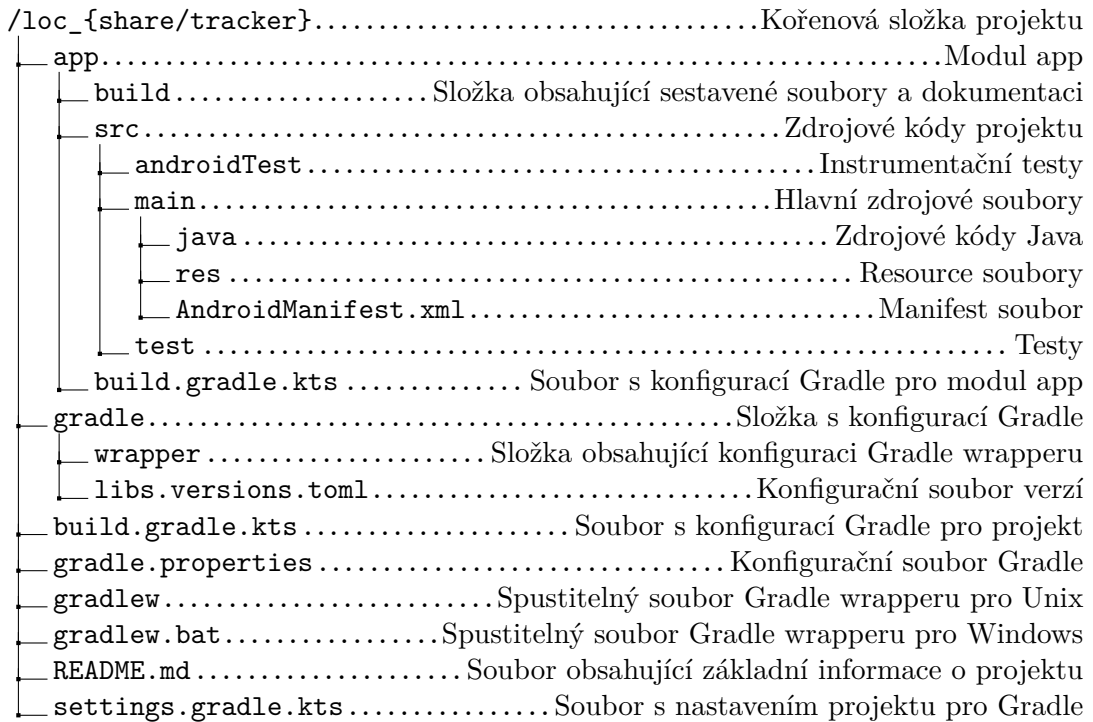 /loc_{share/tracker}..................................Kořenová složka projektu
app..........................................................Modul app
build....................Složka obsahující sestavené soubory a dokumentaci
src.............................................Zdrojové kódy projektu
androidTest....................................Instrumentační testy
main........................................Hlavní zdrojové soubory
java.........................................Zdrojové kódy Java
res..............................................Resource soubory
AndroidManifest.xml.............................Manifest soubor
test.........................................................Testy
build.gradle.kts..............Soubor s konfigurací Gradle pro modul app
gradle.........................................Složka s konfigurací Gradle
wrapper......................Složka obsahující konfiguraci Gradle wrapperu
libs.versions.toml...........................Konfigurační soubor verzí
build.gradle.kts...................Soubor s konfigurací Gradle pro projekt
gradle.properties.............................Konfigurační soubor Gradle
gradlew.......................Spustitelný soubor Gradle wrapperu pro Unix
gradlew.bat.................Spustitelný soubor Gradle wrapperu pro Windows
README.md....................Soubor obsahující základní informace o projektu
settings.gradle.kts................Soubor s nastavením projektu pro Gradle